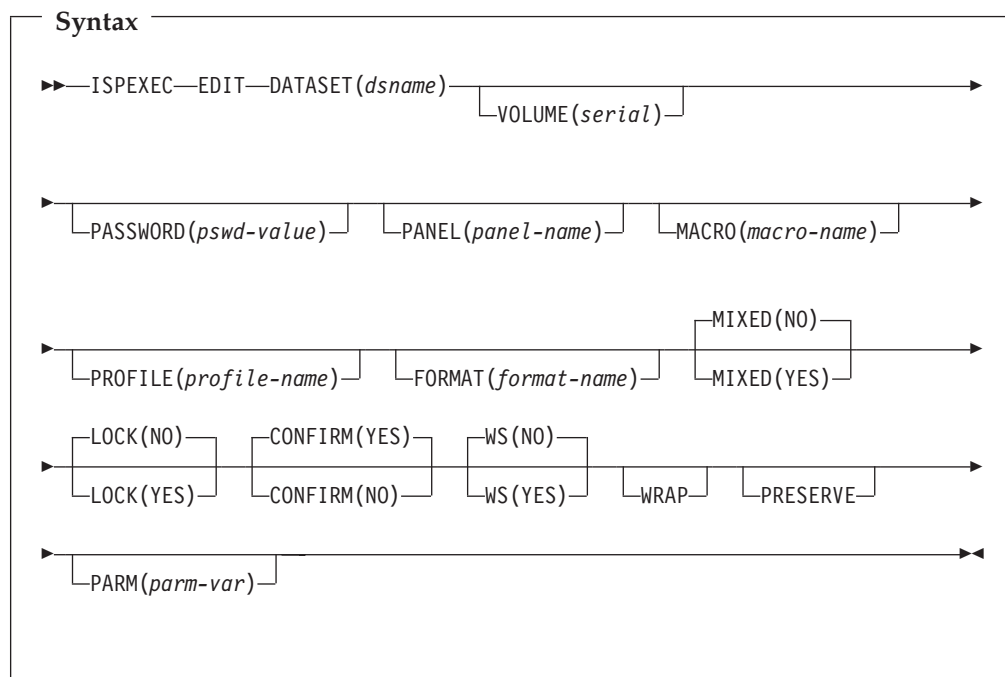 Syntax
ISPEXEC EDIT DATASET(dsname)
VOLUME(serial)
PASSWORD(pswd-value) PANEL(panel-name) MACRO(macro-name)
MIXED(NO)
PROFILE(profile-name) FORMAT(format-name) MIXED(YES)
LOCK(NO) CONFIRM(YES) WS(NO)
LOCK(YES) CONFIRM(NO) WS(YES) WRAP PRESERVE
PARM(parm-var)